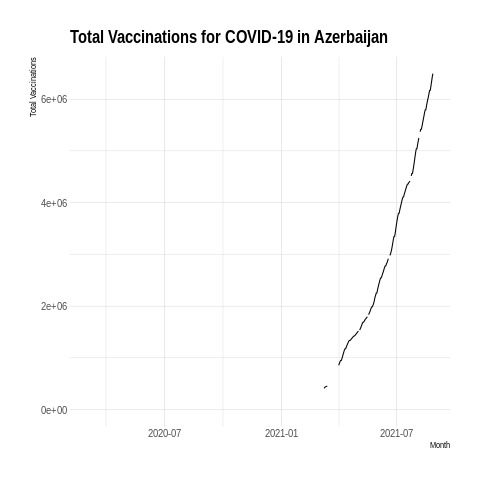 Total Vaccinations for COVID-19 in Azerbaijan
Total Vaccinations
6e+06
4e+06
2e+06
0e+00
2020-07
2021-01
2021-07
Month